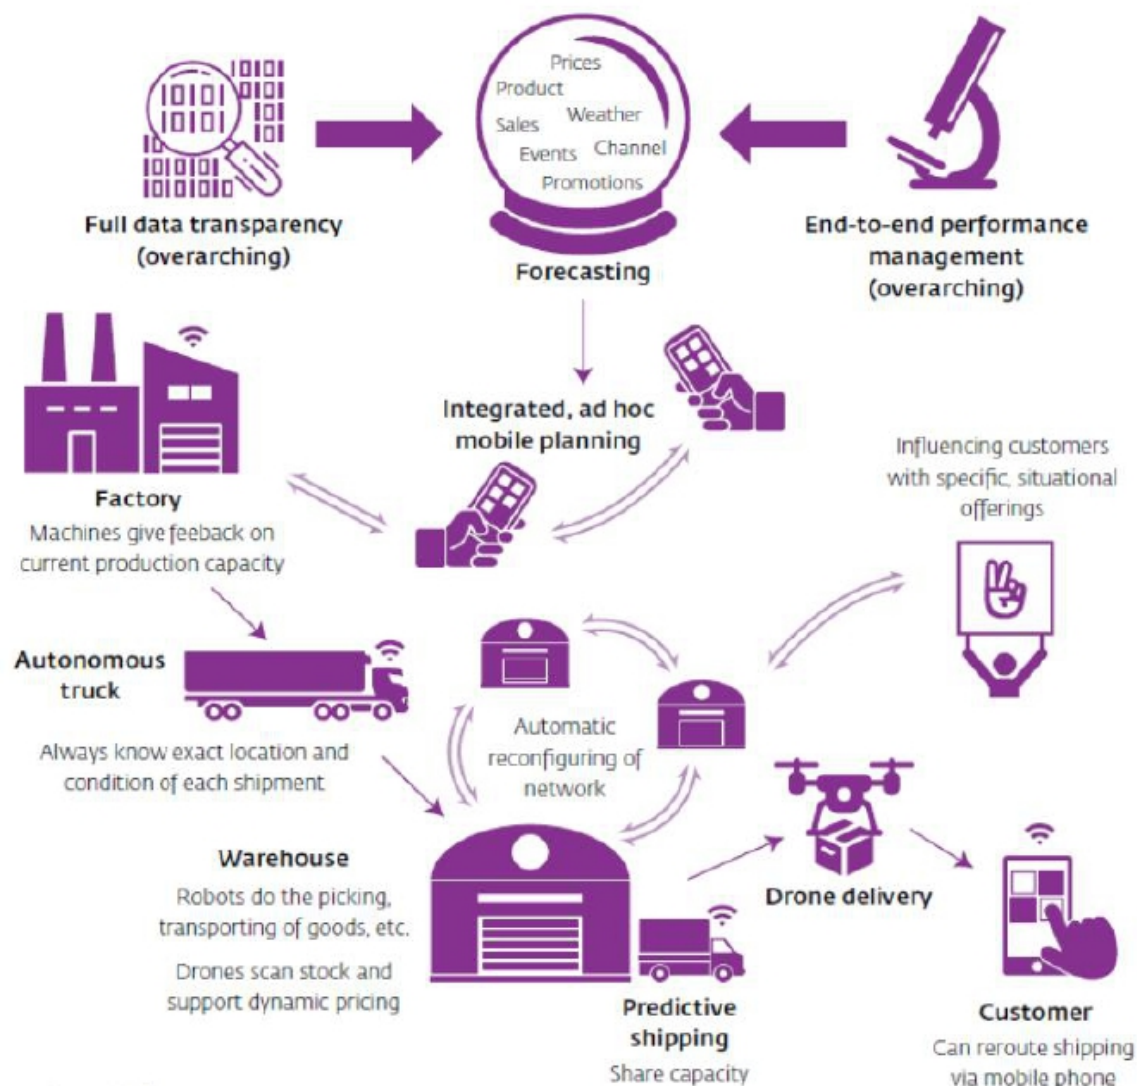 Prices
Product
Weather
Sales
Channel
Events
Promotions
Full data transparency
(overarching)
Forecasting
End-to-end performance
management
(overarching)
Integrated, ad hoc
mobile planning
Factory
Machines give feeback on
current production capacity
Influencing customers
with specific, situational
offerings
Autonomous
truck
Always know exact location and
condition of each shipment
Automatic
reconfiguring of
network
Warehouse
Robots do the picking,
transporting of goods, etc.
Drones scan stock and
support dynamic pricing
Predictive
shipping
Share capacity
Drone delivery
Customer
Can reroute shipping
via mobile phone